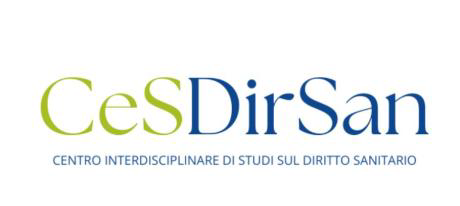 CeSDirSan
CENTRO INTERDISCIPLINARE DI STUDI SUL DIRITTO SANITARIO